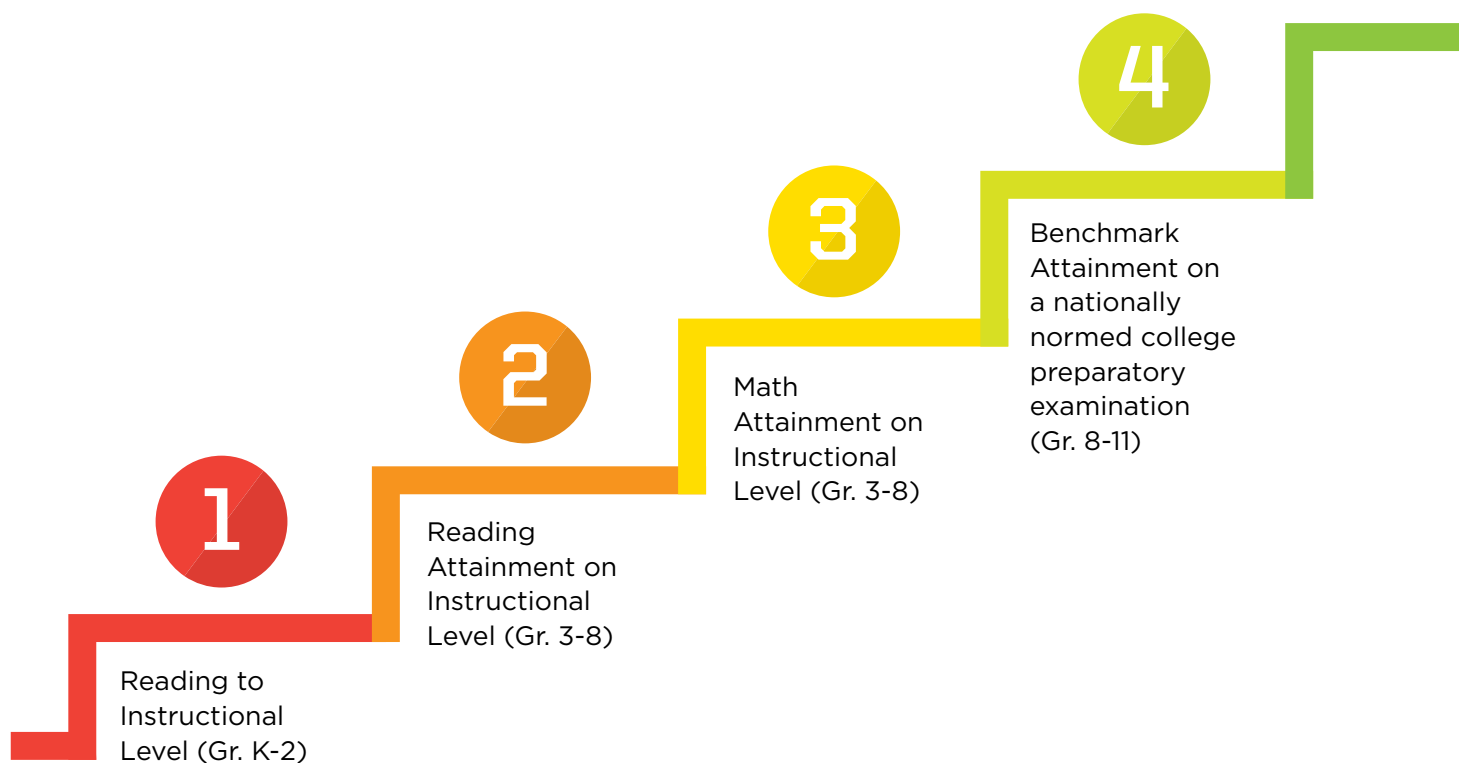 1
Reading to
Instructional
Level (Gr. K-2)
2
Reading
Attainment on
Instructional
Level (Gr. 3-8)
3
Math
Attainment on
Instructional
Level (Gr. 3-8)
4
Benchmark
Attainment on
a nationally
normed college
preparatory
examination
(Gr. 8-11)